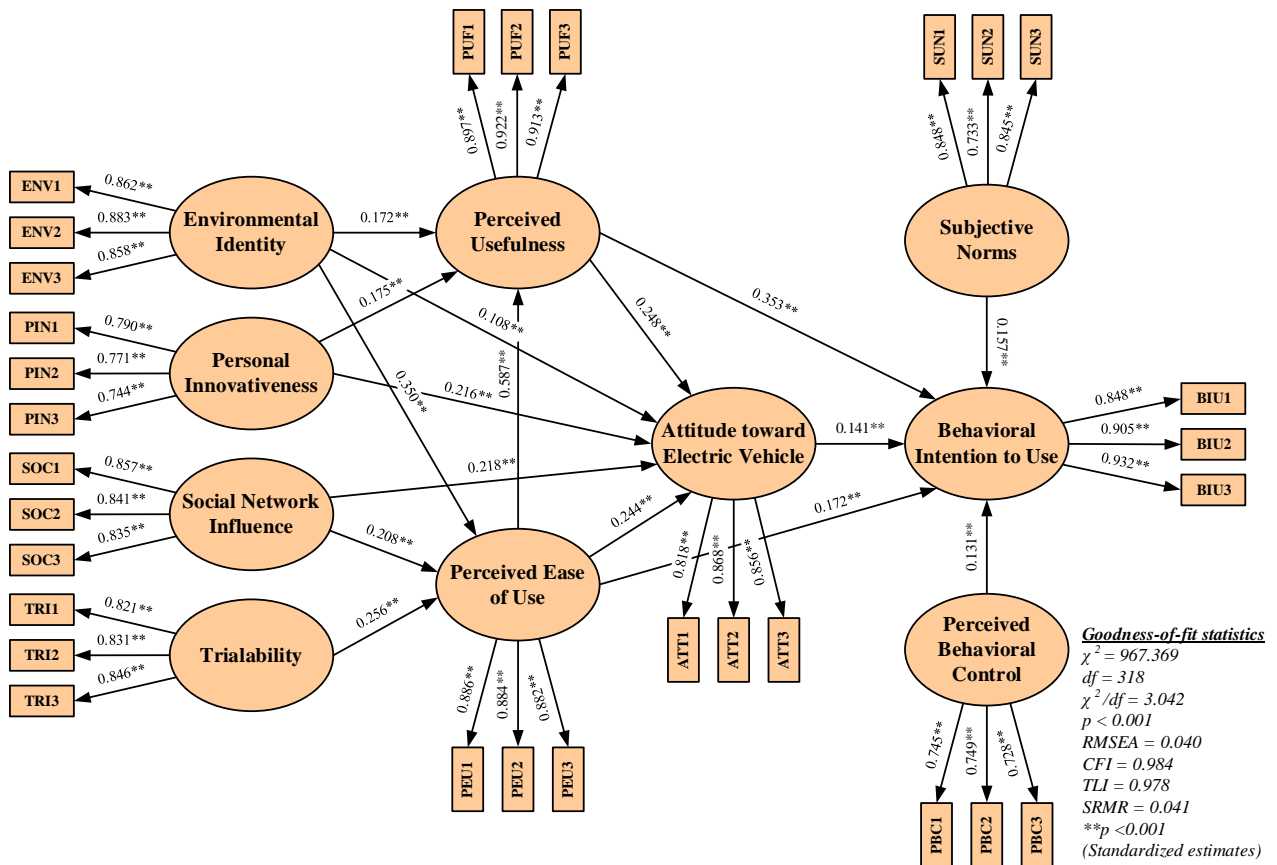 PUF1
PUF2
PUF3
0.897**
0.922**
0.913**
SUN1
SUN2
SUN3
0.848**
0.733**
0.845**
ENV1
ENV2
ENV3
0.862**
0.883**
0.858**
Environmental
Identity
0.172**
Perceived
Usefulness
Subjective
Norms
PIN1
PIN2
PIN3
0.790**
0.771**
0.744**
Personal
Innovativeness
0.175**
0.108**
0.350**
0.216**
0.587**
0.248**
0.353**
0.157**
SOC1
SOC2
SOC3
0.857**
0.841**
0.835**
Social Network
Influence
0.218**
0.208**
Attitude toward
Electric Vehicle
0.141**
Behavioral
Intention to Use
0.848**
0.905**
0.932**
BIU1
BIU2
BIU3
TRI1
TRI2
TRI3
0.821**
0.831**
0.846**
Trialability
0.256**
Perceived Ease
of Use
0.244**
0.172**
0.131**
0.818**
0.868**
0.856**
ATT1
ATT2
ATT3
0.886**
0.884**
0.882**
PEU1
PEU2
PEU3
Perceived
Behavioral
Control
0.745**
0.749**
0.728**
PBC1
PBC2
PBC3
Goodness-of-fit statistics
χ² = 967.369
df = 318
χ²/df = 3.042
p < 0.001
RMSEA = 0.040
CFI = 0.984
TLI = 0.978
SRMR = 0.041
**p <0.001
(Standardized estimates)